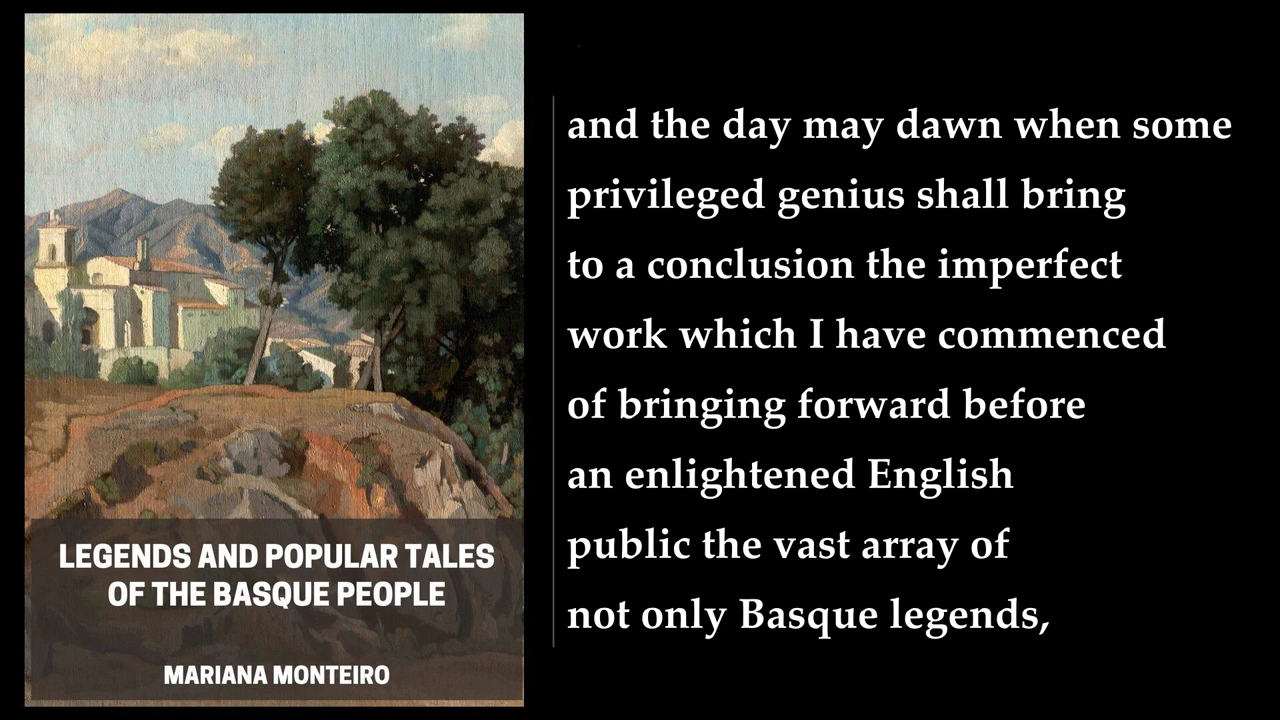 LEGENDS AND POPULAR TALES
OF THE BASQUE PEOPLE
MARIANA MONTEIRO
and the day may dawn when some
privileged genius shall bring
to a conclusion the imperfect
work which I have commenced
of bringing forward before
an enlightened English
public the vast array of
not only Basque legends,